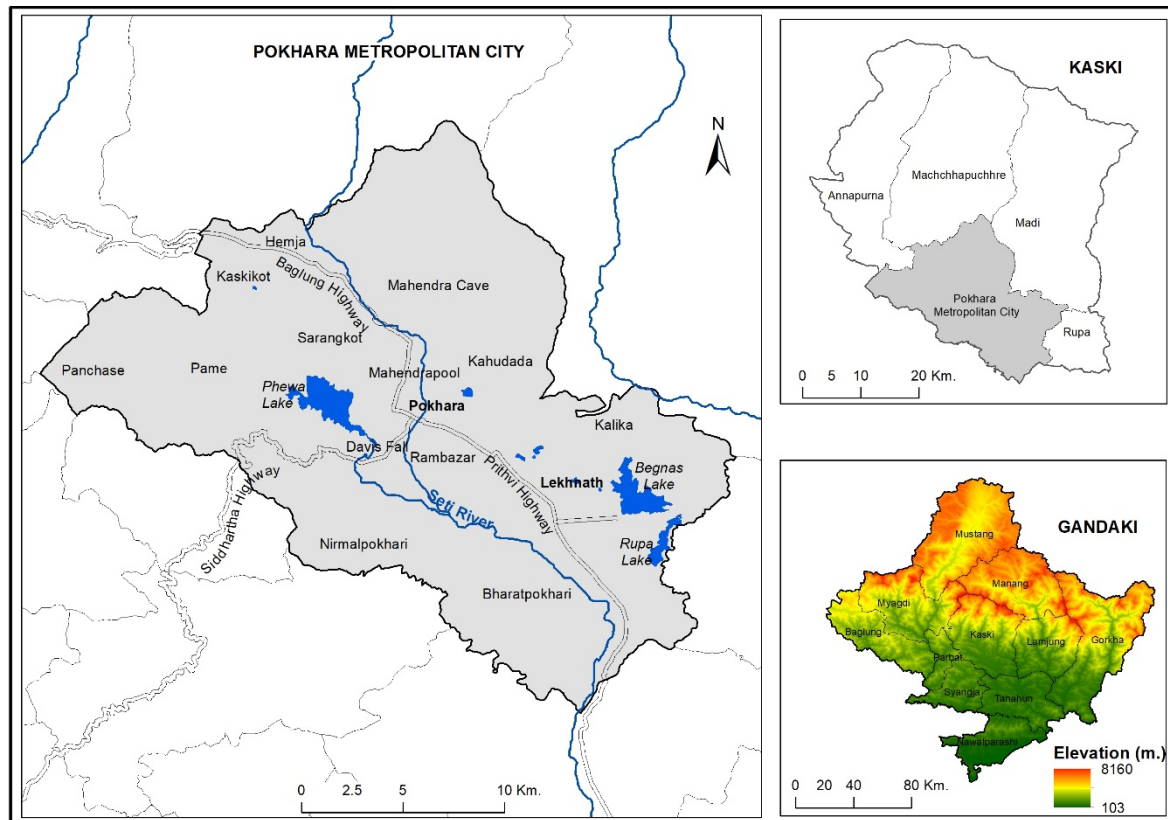 POKHARA METROPOLITAN CITY
N
Hemja
Kaskikot
Baglung Highway
Mahendra Cave
Sarangkot
Panchase
Pame
Mahendrapool
Kahudada
Phewa
Lake
Pokhara
Kalika
Davis Fall
Rambazar
Prithvi Highway
Lekhnath
Begnas
Lake
Siddhartha Highway
Seti River
Nirmalpokhari
Rupa
Lake
Bharatpokhari
0 2.5 5 10 Km.
KASKI
Machchhapuchhre
Annapurna
Madi
Pokhara
Metropolitan City
Rupa
0 5 10 20 Km.
GANDAKI
Mustang
Manang
Myagdi
Baglung
Kaski
Lamjung
Gorkha
Parbat
Syangja
Tanahun
Nawalparashi
Elevation (m.)
8160
103
0 20 40 80 Km.